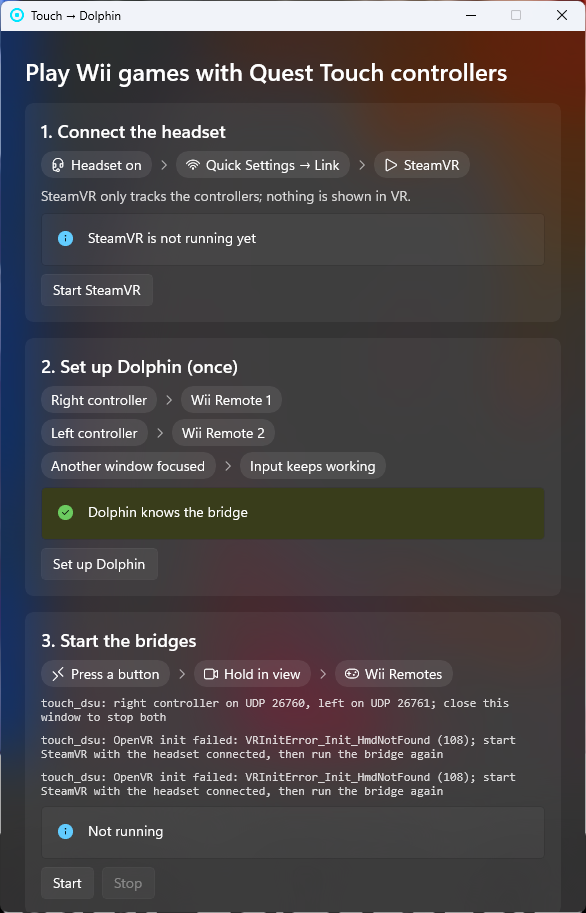 Touch → Dolphin
Play Wii games with Quest Touch controllers
1. Connect the headset
Headset on > Quick Settings → Link > SteamVR
SteamVR only tracks the controllers; nothing is shown in VR.
SteamVR is not running yet
Start SteamVR
2. Set up Dolphin (once)
Right controller > Wii Remote 1
Left controller > Wii Remote 2
Another window focused > Input keeps working
Dolphin knows the bridge
Set up Dolphin
3. Start the bridges
Press a button > Hold in view > Wii Remotes
touch_dsu: right controller on UDP 26760, left on UDP 26761; close this
window to stop both
touch_dsu: OpenVR init failed: VRInitError_Init_HmdNotFound (108); start
SteamVR with the headset connected, then run the bridge again
touch_dsu: OpenVR init failed: VRInitError_Init_HmdNotFound (108); start
SteamVR with the headset connected, then run the bridge again
Not running
Start Stop